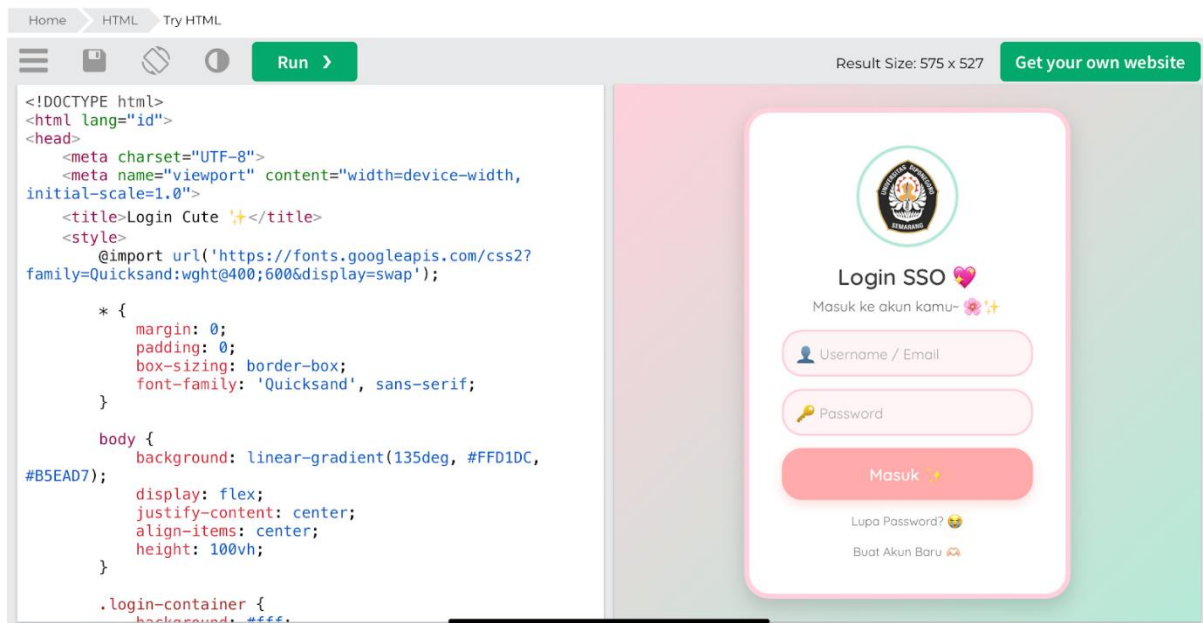 Home HTML Try HTML
Run ❯ Result Size: 575 x 527 Get your own website
<!DOCTYPE html>
<html lang="id">
<head>
<meta charset="UTF-8">
<meta name="viewport" content="width=device-width,
initial-scale=1.0">
<title>Login Cute ✨</title>
<style>
@import url('https://fonts.googleapis.com/css2?
family=Quicksand:wght@400;600&display=swap');
* {
margin: 0;
padding: 0;
box-sizing: border-box;
font-family: 'Quicksand', sans-serif;
}
body {
background: linear-gradient(135deg, #FFD1DC,
#B5EAD7);
display: flex;
justify-content: center;
align-items: center;
height: 100vh;
}
.login-container {
background: #fff;
UNIVERSITAS DIPONEGORO
SEMARANG
Login SSO 💖
Masuk ke akun kamu~ 🌸✨
👤 Username / Email
🔑 Password
Masuk ✨
Lupa Password? 😭
Buat Akun Baru 🫶🏻